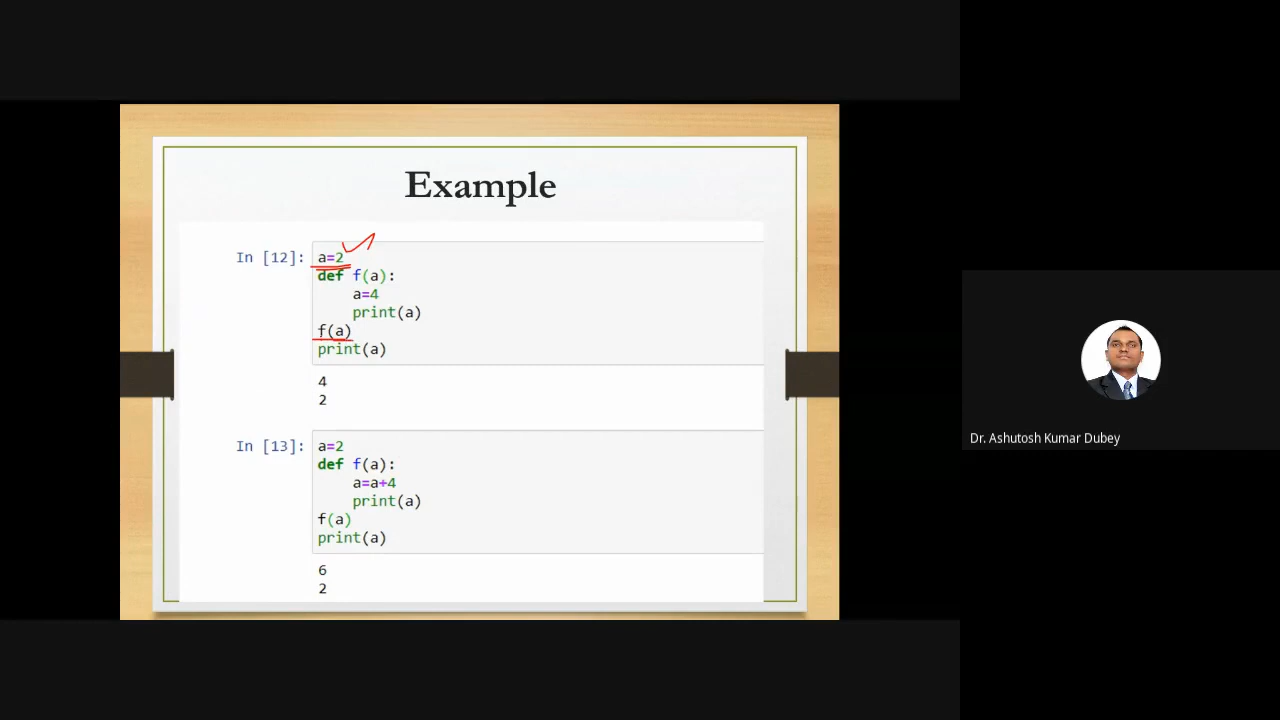 Example
In [12]: a=2
def f(a):
    a=4
    print(a)
f(a)
print(a)
4
2
In [13]: a=2
def f(a):
    a=a+4
    print(a)
f(a)
print(a)
6
2
Dr. Ashutosh Kumar Dubey